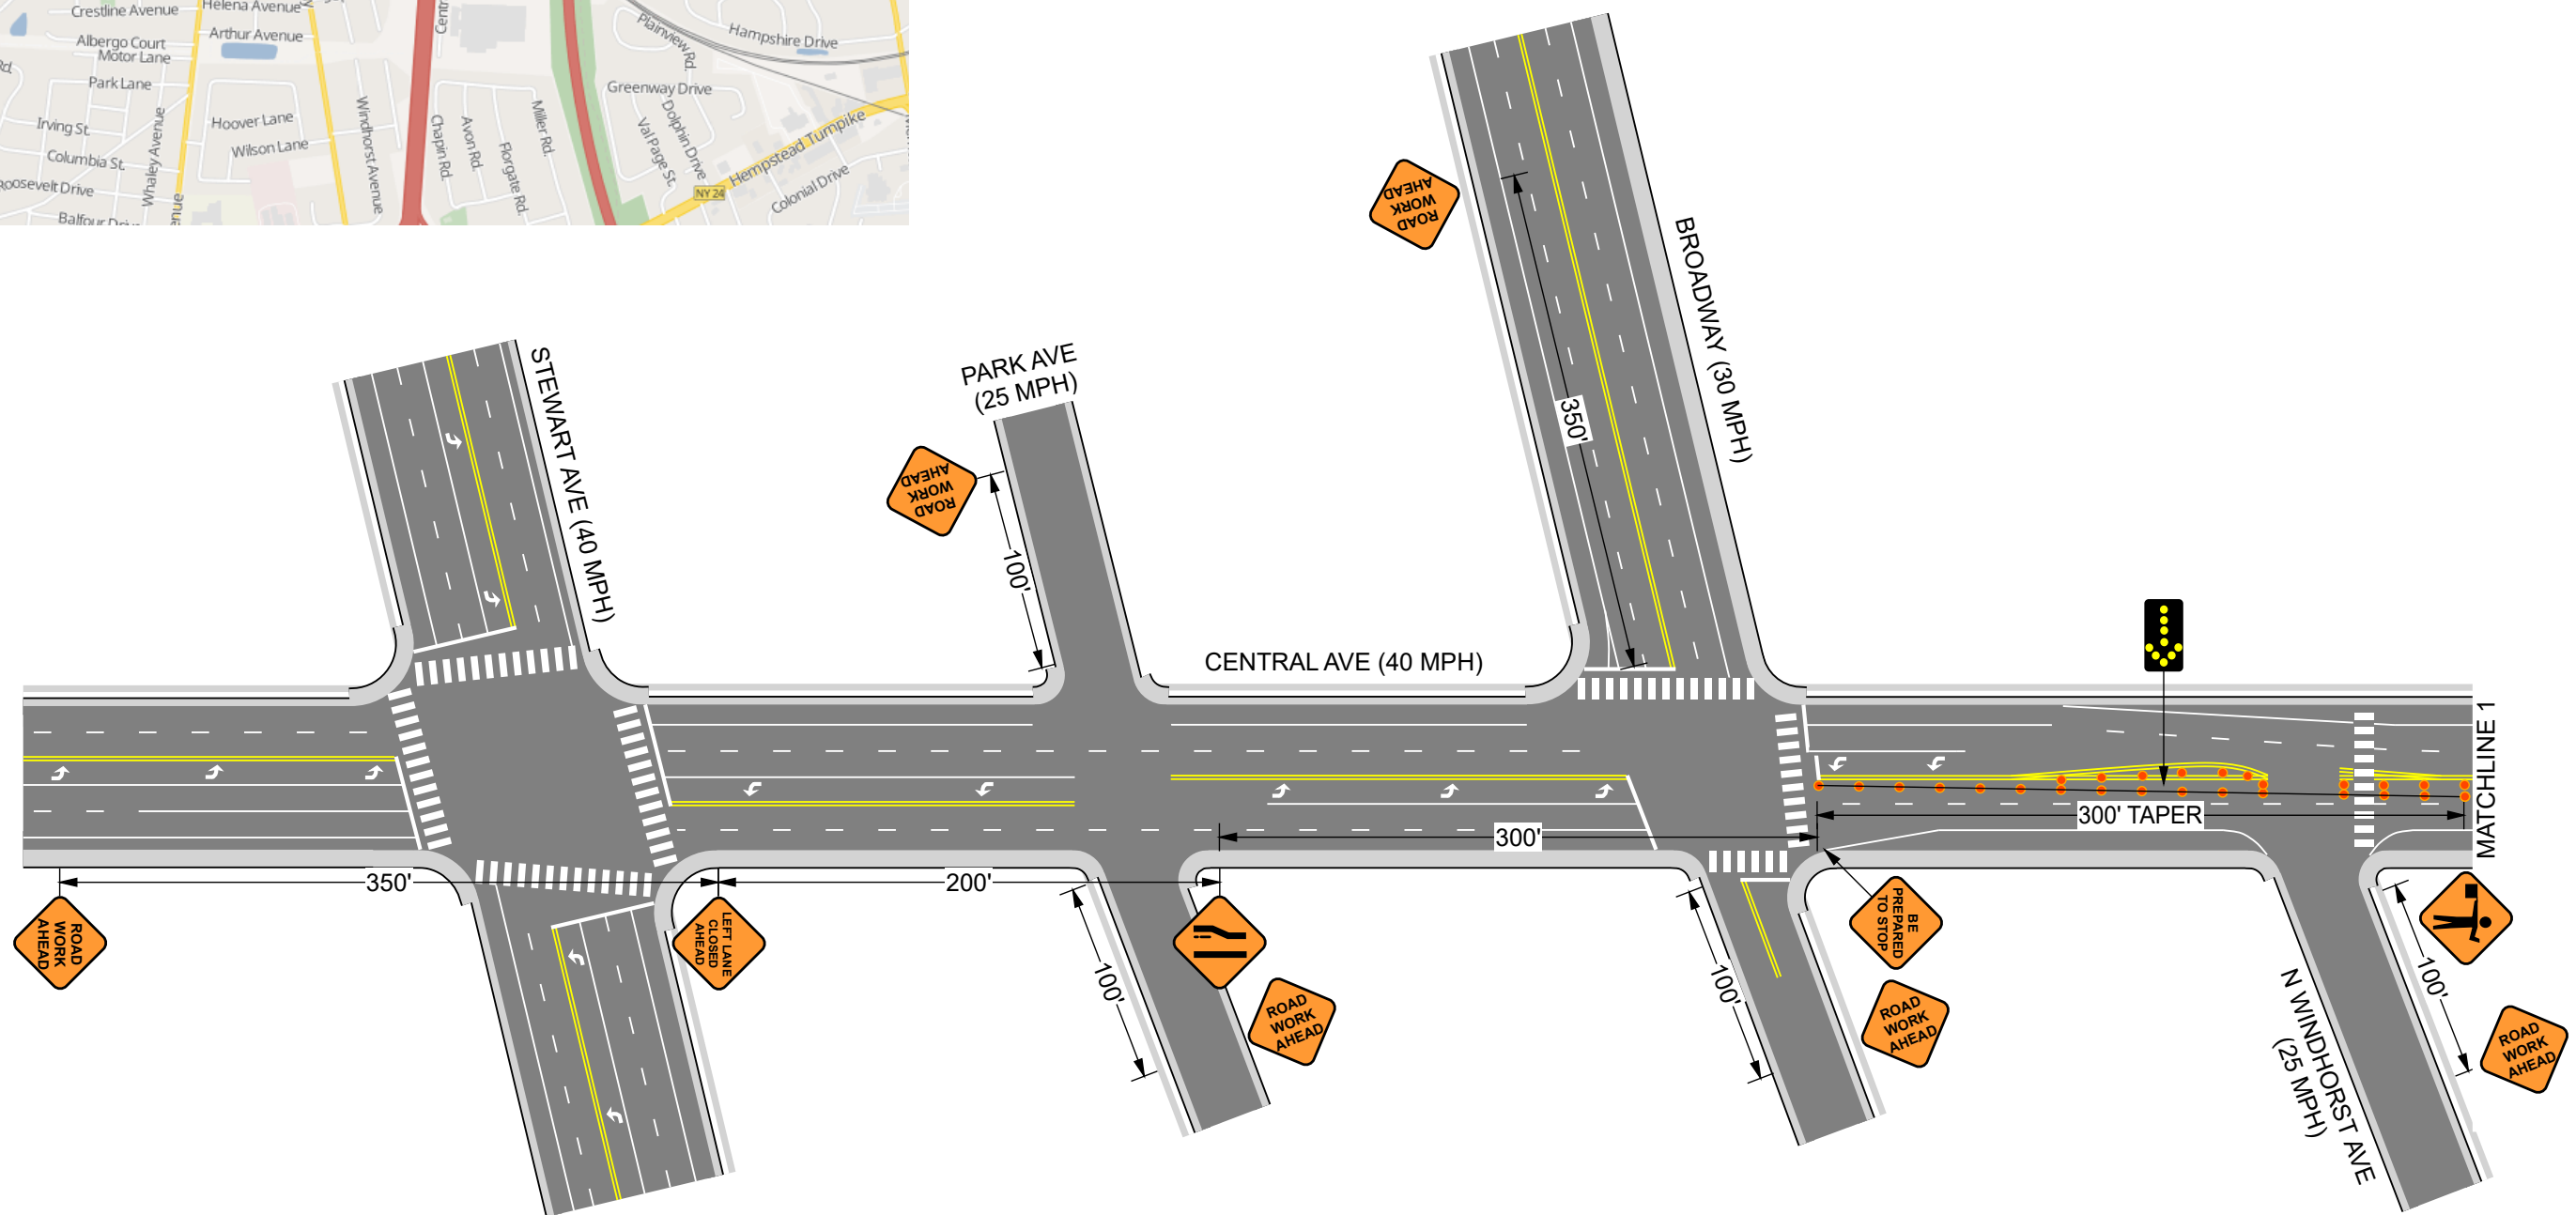 Crestline Avenue
Helena Avenue
Albergo Court
Motor Lane
Arthur Avenue
Park Lane
Irving St.
Columbia St.
Roosevelt Drive
Balfour
Whaley Avenue
Hoover Lane
Wilson Lane
Windhorst Avenue
Chapin Rd.
Avon Rd.
Florgate Rd.
Miller Rd.
Plainview Rd.
Hampshire Drive
Greenway Drive
Dolphin Drive
Val Page St.
NY 24
Hempstead Turnpike
Colonial Drive
STEWART AVE (40 MPH)
PARK AVE
(25 MPH)
ROAD
WORK
AHEAD
100'
CENTRAL AVE (40 MPH)
ROAD
WORK
AHEAD
350'
BROADWAY (30 MPH)
MATCHLINE 1
300' TAPER
300'
350'
200'
ROAD
WORK
AHEAD
LEFT LANE
CLOSED
AHEAD
100'
ROAD
WORK
AHEAD
100'
BE
PREPARED
TO STOP
ROAD
WORK
AHEAD
N WINDHORST AVE
(25 MPH)
100'
ROAD
WORK
AHEAD